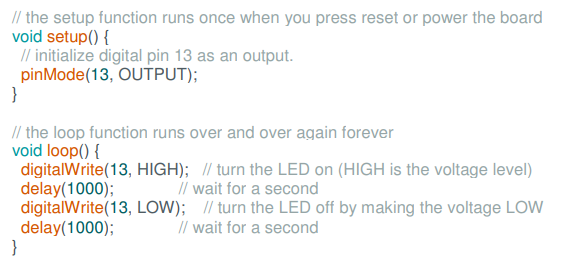 // the setup function runs once when you press reset or power the board
void setup() {
// initialize digital pin 13 as an output.
pinMode(13, OUTPUT);
}
// the loop function runs over and over again forever
void loop() {
digitalWrite(13, HIGH); // turn the LED on (HIGH is the voltage level)
delay(1000); // wait for a second
digitalWrite(13, LOW); // turn the LED off by making the voltage LOW
delay(1000); // wait for a second
}